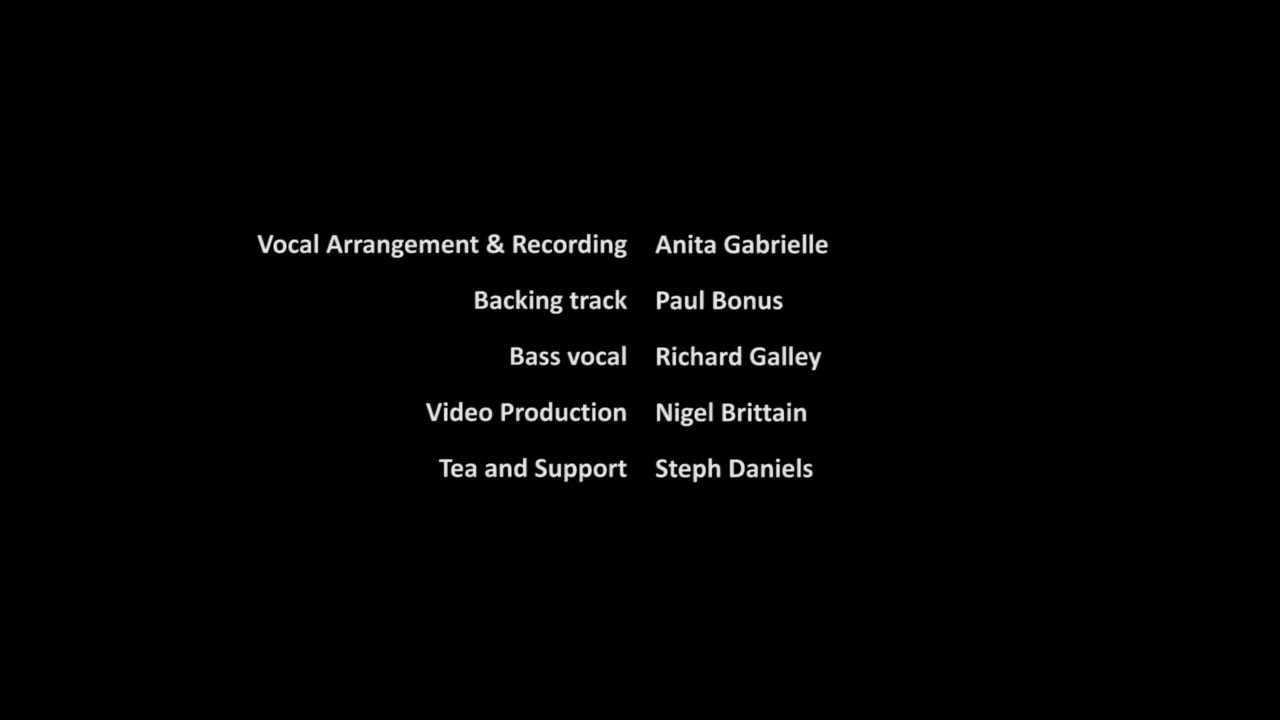 Vocal Arrangement & Recording Anita Gabrielle
Backing track Paul Bonus
Bass vocal Richard Galley
Video Production Nigel Brittain
Tea and Support Steph Daniels